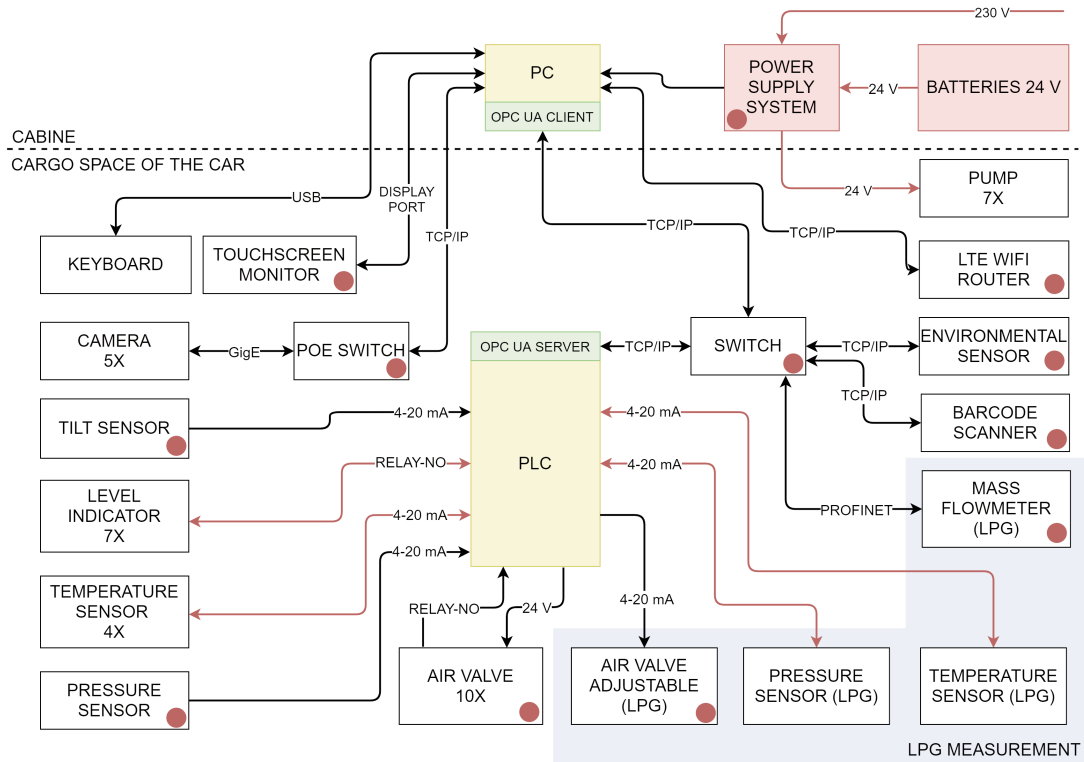 230 V
PC
OPC UA CLIENT
POWER
SUPPLY
SYSTEM
24 V
BATTERIES 24 V
CABINE
CARGO SPACE OF THE CAR
USB
DISPLAY
PORT
TCP/IP
TCP/IP
TCP/IP
24 V
PUMP
7X
KEYBOARD
TOUCHSCREEN
MONITOR
LTE WIFI
ROUTER
CAMERA
5X
GigE
POE SWITCH
OPC UA SERVER
TCP/IP
SWITCH
TCP/IP
ENVIRONMENTAL
SENSOR
TCP/IP
BARCODE
SCANNER
TILT SENSOR
4-20 mA
PLC
4-20 mA
RELAY-NO
4-20 mA
LEVEL
INDICATOR
7X
4-20 mA
PROFINET
MASS
FLOWMETER
(LPG)
4-20 mA
TEMPERATURE
SENSOR
4X
RELAY-NO
24 V
4-20 mA
PRESSURE
SENSOR
AIR VALVE
10X
AIR VALVE
ADJUSTABLE
(LPG)
PRESSURE
SENSOR (LPG)
TEMPERATURE
SENSOR (LPG)
LPG MEASUREMENT